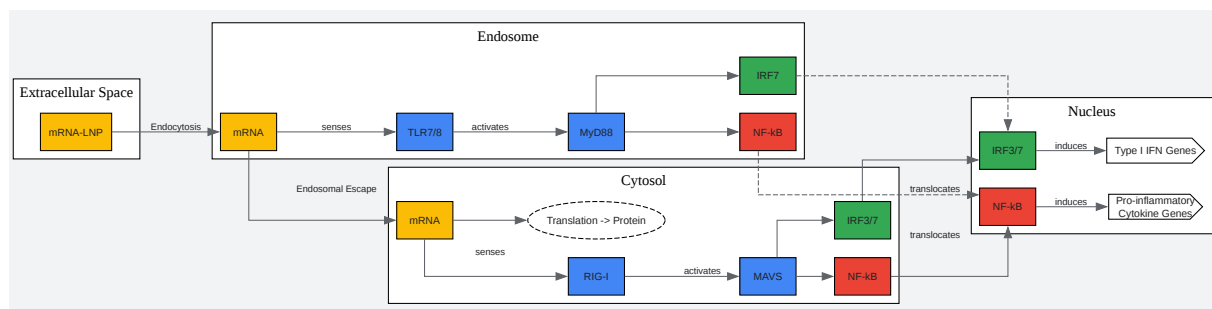 Endosome
IRF7
Extracellular Space
mRNA-LNP
Endocytosis
mRNA
senses
TLR7/8
activates
MyD88
NF-kB
Nucleus
IRF3/7
induces
Type I IFN Genes
Endosomal Escape
Cytosol
translocates
NF-kB
induces
Pro-inflammatory
Cytokine Genes
mRNA
Translation -> Protein
IRF3/7
translocates
senses
RIG-I
activates
MAVS
NF-kB